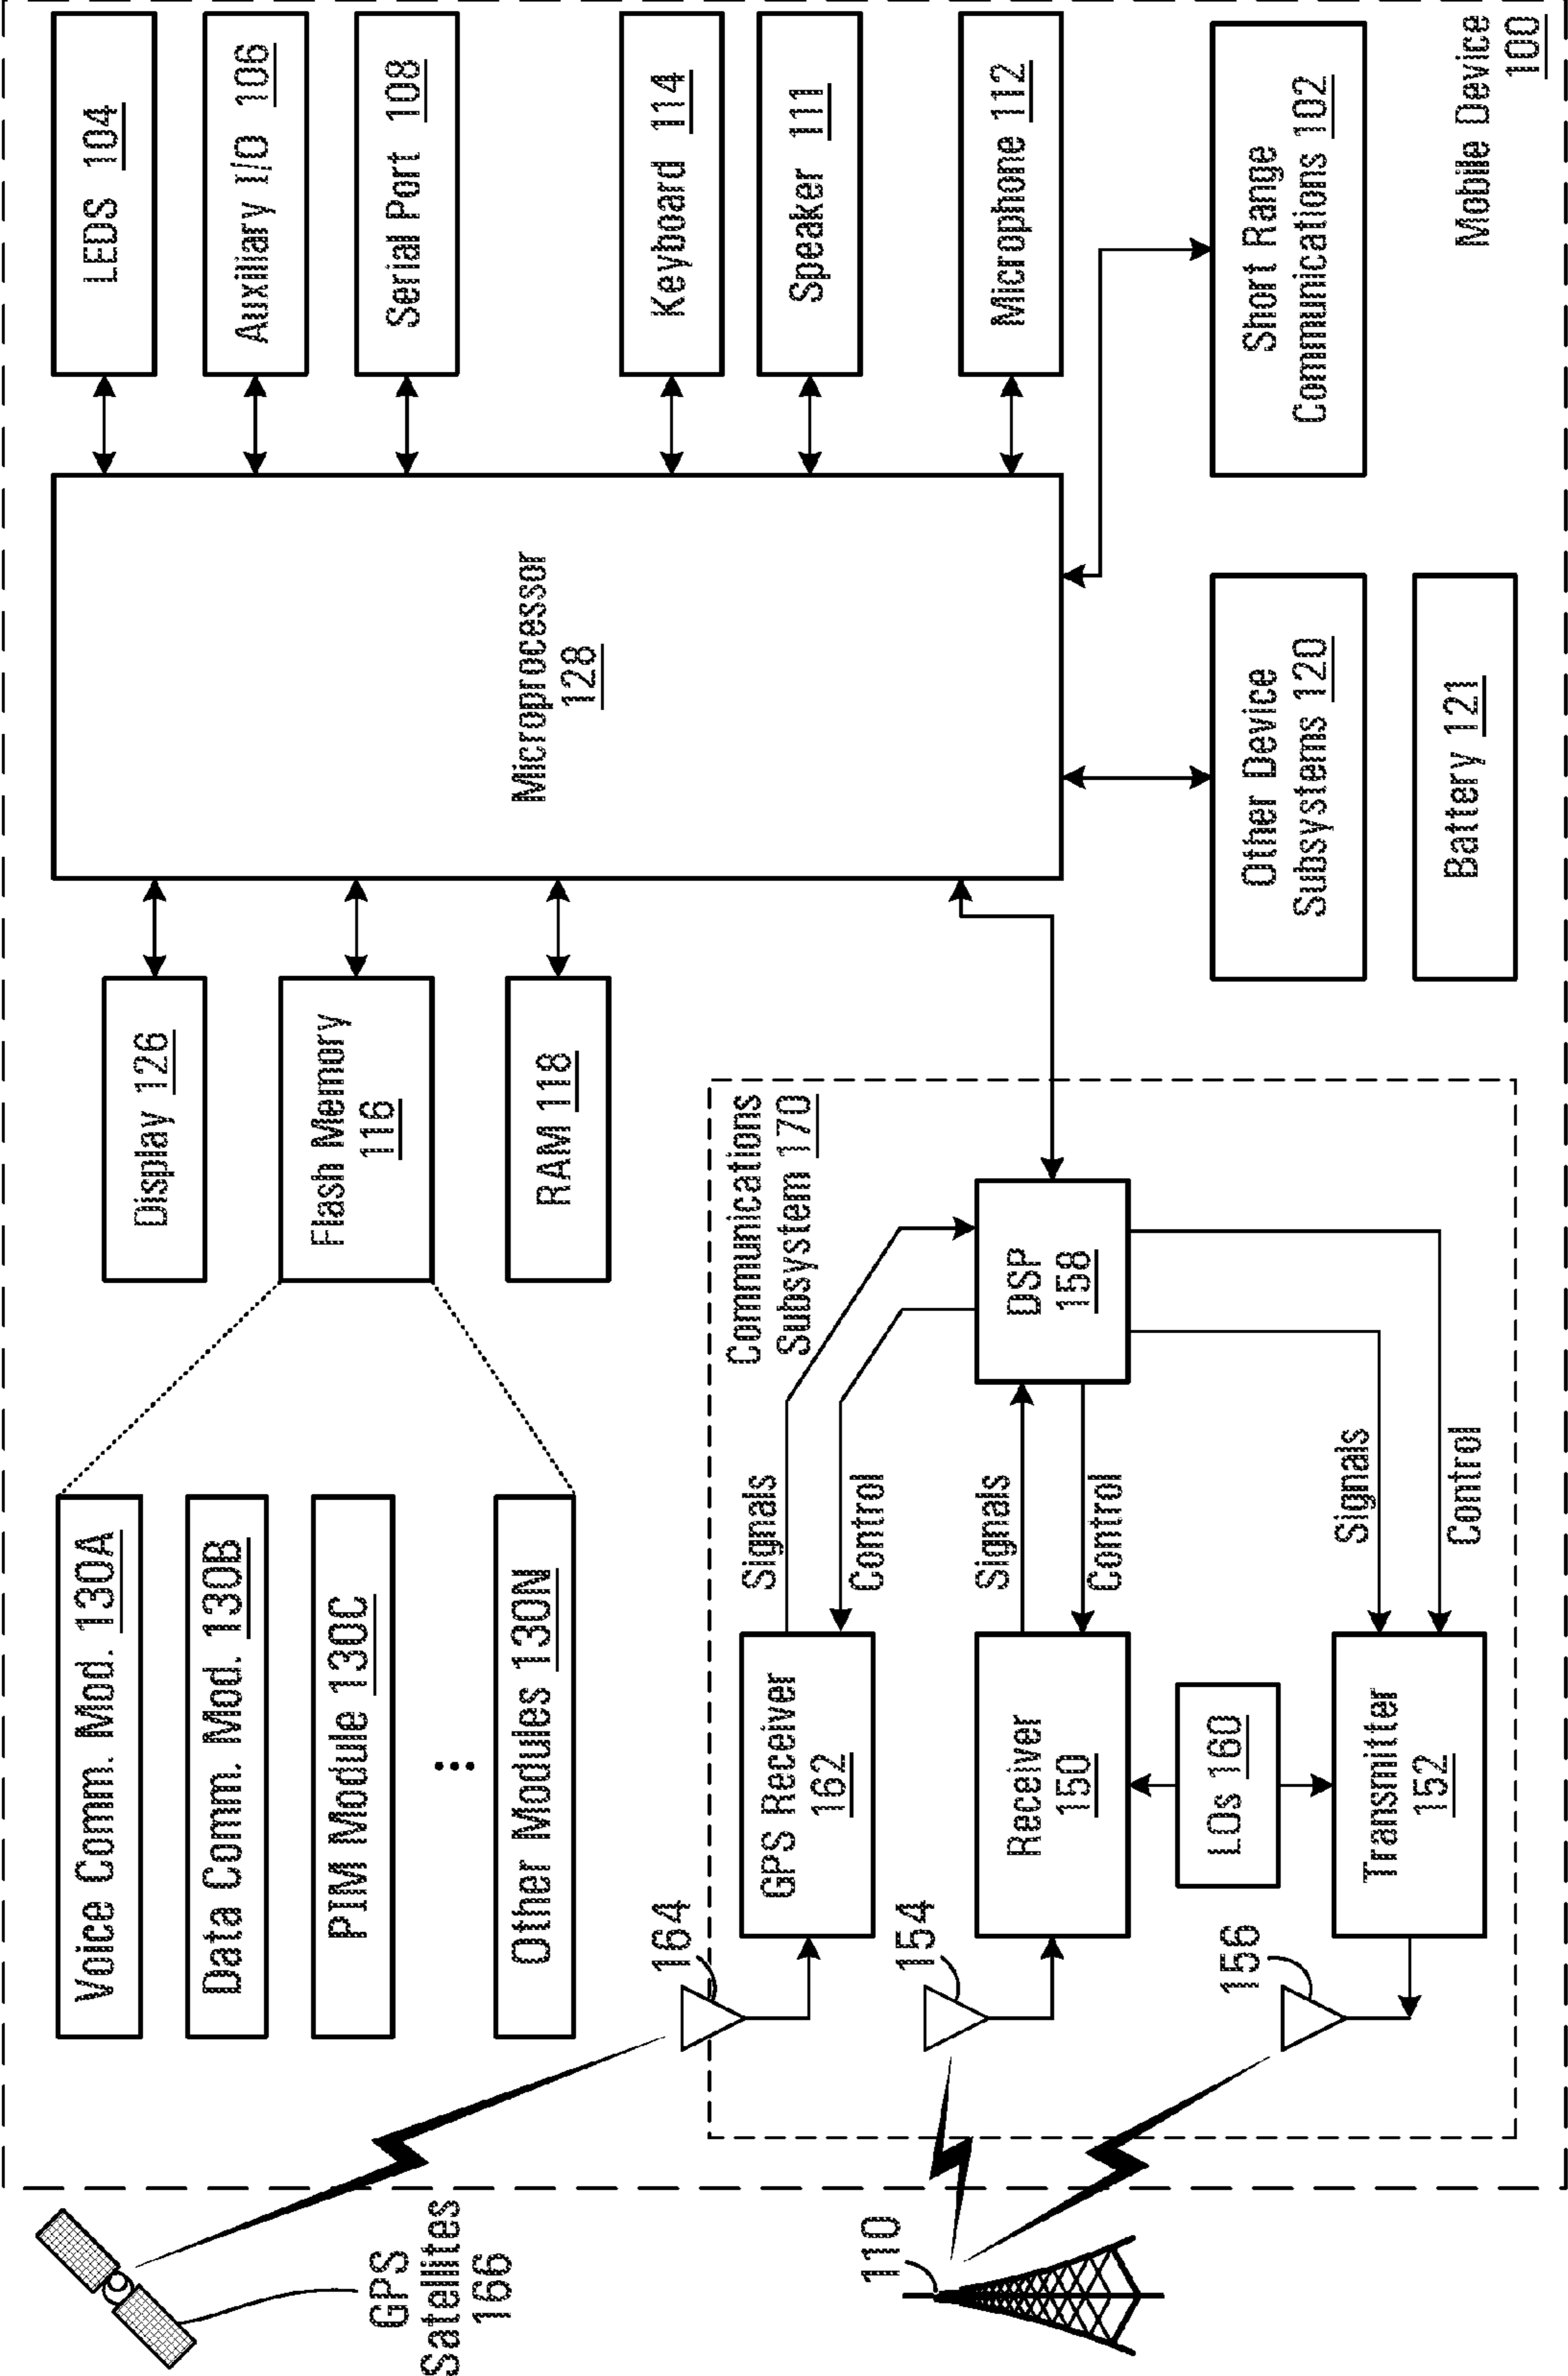 GPS
Satellites
166
110
Voice Comm. Mod. 130A
Data Comm. Mod. 130B
PIM Module 130C
...
Other Modules 130N
Display 126
Flash Memory
116
RAM 118
Microprocessor
128
LEDS 104
Auxiliary I/O 106
Serial Port 108
Keyboard 114
Speaker 111
Microphone 112
Short Range
Communications 102
Other Device
Subsystems 120
Battery 121
Communications
Subsystem 170
164
GPS Receiver
162
Signals
Control
154
Receiver
150
Signals
Control
DSP
158
LOs 160
156
Transmitter
152
Signals
Control
Mobile Device
100